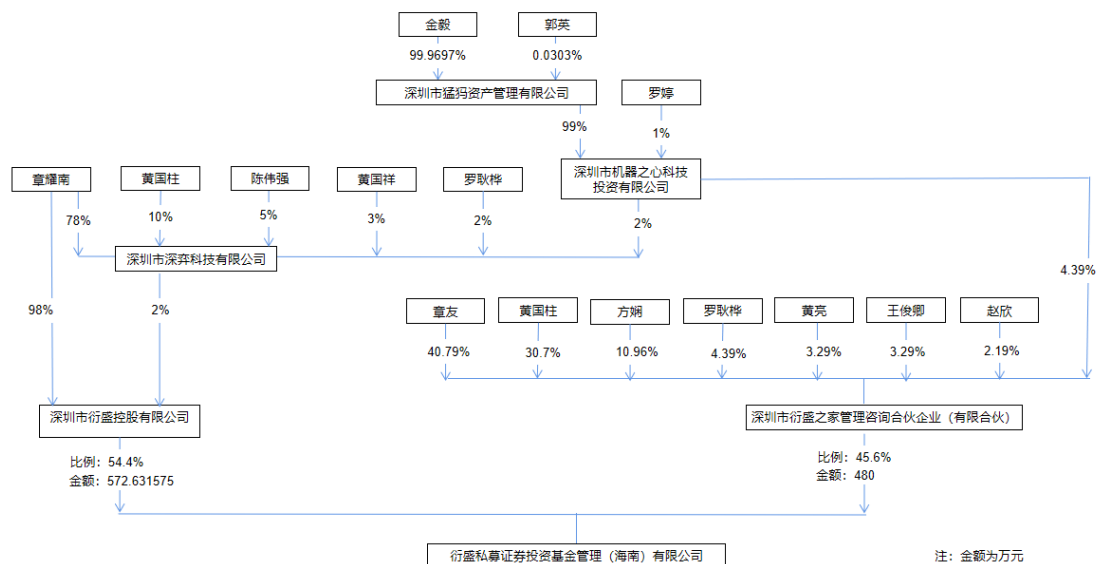 金毅
郭英
99.9697%
0.0303%
深圳市猛犸资产管理有限公司
罗婷
99%
1%
深圳市机器之心科技
投资有限公司
章耀南
黄国柱
陈伟强
黄国祥
罗耿桦
78%
10%
5%
3%
2%
2%
深圳市深弈科技有限公司
4.39%
98%
2%
章友
黄国柱
方娴
罗耿桦
黄亮
王俊卿
赵欣
40.79%
30.7%
10.96%
4.39%
3.29%
3.29%
2.19%
深圳市衍盛控股有限公司
深圳市衍盛之家管理咨询合伙企业（有限合伙）
比例：54.4%
金额：572.631575
比例：45.6%
金额：480
衍盛私募证券投资基金管理（海南）有限公司
注：金额为万元